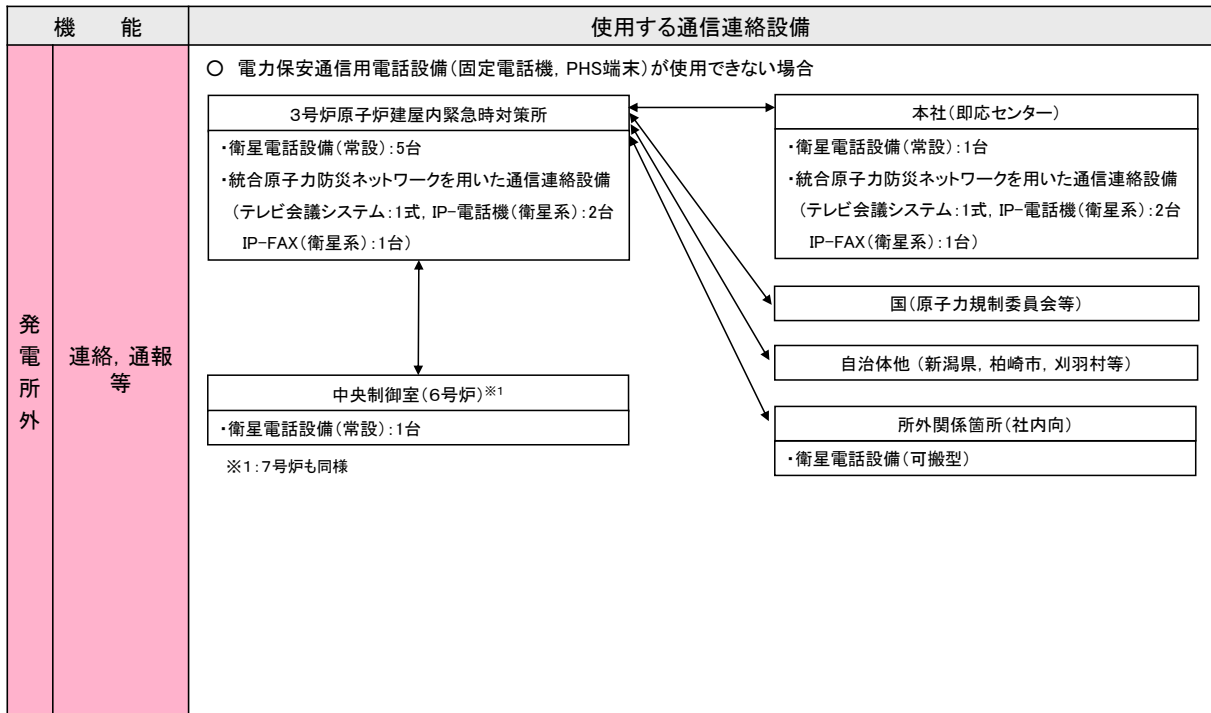 機　能
使用する通信連絡設備
発電所外
連絡，通報
等
○ 電力保安通信用電話設備（固定電話機，PHS端末）が使用できない場合
３号炉原子炉建屋内緊急時対策所
・衛星電話設備（常設）：5台
・統合原子力防災ネットワークを用いた通信連絡設備
（テレビ会議システム：1式，IP-電話機（衛星系）：2台
IP-FAX（衛星系）：1台）
本社（即応センター）
・衛星電話設備（常設）：1台
・統合原子力防災ネットワークを用いた通信連絡設備
（テレビ会議システム：1式，IP-電話機（衛星系）：2台
IP-FAX（衛星系）：1台）
国（原子力規制委員会等）
自治体他 （新潟県，柏崎市，刈羽村等）
中央制御室（６号炉）※1
・衛星電話設備（常設）：1台
※１：７号炉も同様
所外関係箇所（社内向）
・衛星電話設備（可搬型）